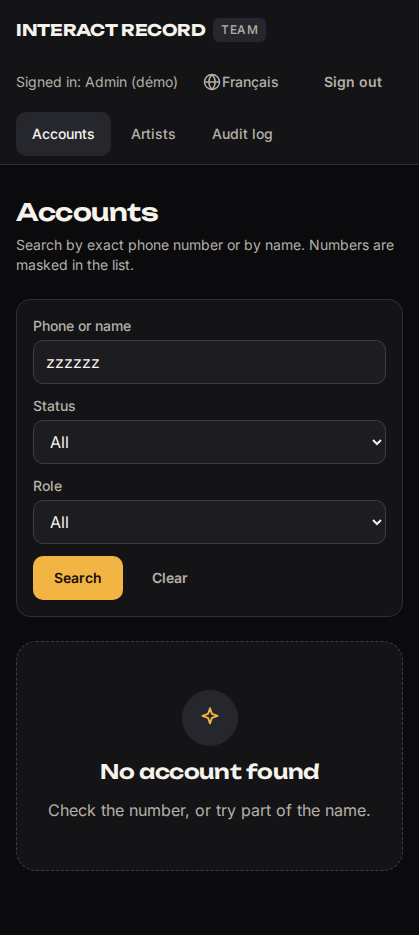 INTERACT RECORD TEAM
Signed in: Admin (démo) Français Sign out
Accounts Artists Audit log
Accounts
Search by exact phone number or by name. Numbers are
masked in the list.
Phone or name
zzzzzz
Status
All
Role
All
Search Clear
No account found
Check the number, or try part of the name.